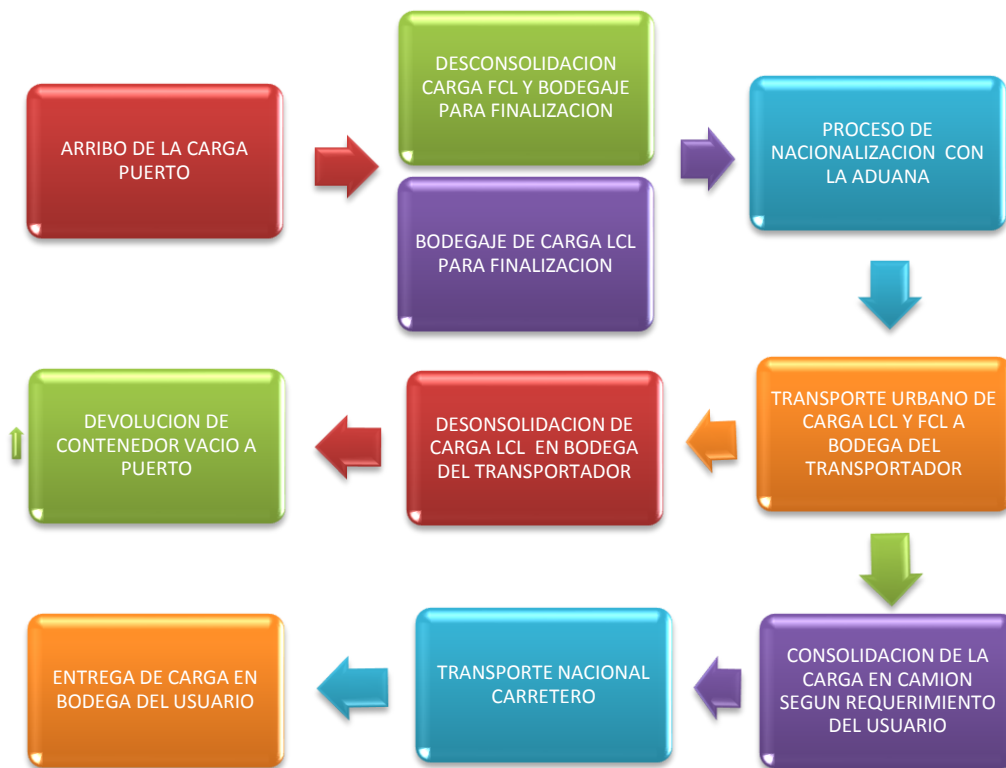 ARRIBO DE LA CARGA
PUERTO
DESCONSOLIDACION
CARGA FCL Y BODEGAJE
PARA FINALIZACION
BODEGAJE DE CARGA LCL
PARA FINALIZACION
PROCESO DE
NACIONALIZACION CON
LA ADUANA
TRANSPORTE URBANO DE
CARGA LCL Y FCL A
BODEGA DEL
TRANSPORTADOR
DESONSOLIDACION DE
CARGA LCL EN BODEGA
DEL TRANSPORTADOR
DEVOLUCION DE
CONTENEDOR VACIO A
PUERTO
CONSOLIDACION DE LA
CARGA EN CAMION
SEGUN REQUERIMIENTO
DEL USUARIO
TRANSPORTE NACIONAL
CARRETERO
ENTREGA DE CARGA EN
BODEGA DEL USUARIO